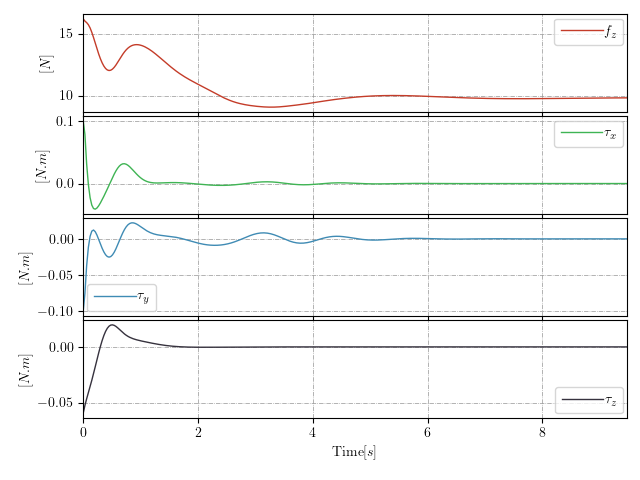 15
10
[N]
f_z
0.1
0.0
[N.m]
τ_x
0.00
−0.05
−0.10
[N.m]
τ_y
0.00
−0.05
[N.m]
τ_z
0 2 4 6 8
Time[s]